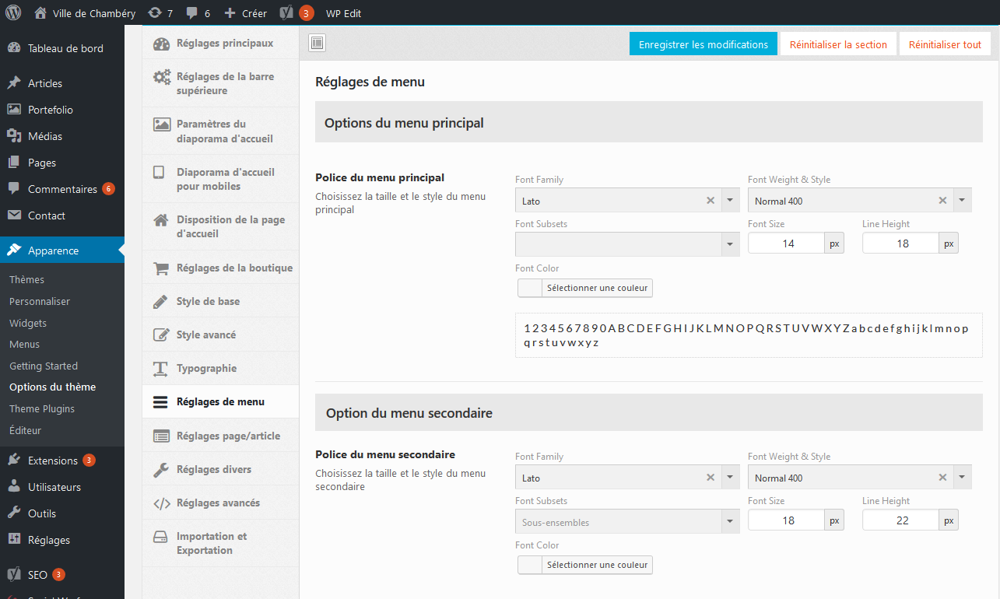 Ville de Chambéry 7 6 Créer 3 WP Edit
Tableau de bord
Articles
Portefolio
Médias
Pages
Commentaires 6
Contact
Apparence
Thèmes
Personnaliser
Widgets
Menus
Getting Started
Options du thème
Theme Plugins
Éditeur
Extensions 3
Utilisateurs
Outils
Réglages
SEO 3
Réglages principaux
Réglages de la barre
supérieure
Paramètres du
diaporama d'accueil
Diaporama d'accueil
pour mobiles
Disposition de la page
d'accueil
Réglages de la boutique
Style de base
Style avancé
Typographie
Réglages de menu
Réglages page/article
Réglages divers
Réglages avancés
Importation et
Exportation
Enregistrer les modifications Réinitialiser la section Réinitialiser tout
Réglages de menu
Options du menu principal
Police du menu principal
Choisissez la taille et le style du menu
principal
Font Family Font Weight & Style
Lato Normal 400
Font Subsets Font Size Line Height
14 px 18 px
Font Color
Sélectionner une couleur
1 2 3 4 5 6 7 8 9 0 A B C D E F G H I J K L M N O P Q R S T U V W X Y Z a b c d e f g h i j k l m n o p
q r s t u v w x y z
Option du menu secondaire
Police du menu secondaire
Choisissez la taille et le style du menu
secondaire
Font Family Font Weight & Style
Lato Normal 400
Font Subsets Font Size Line Height
Sous-ensembles 18 px 22 px
Font Color
Sélectionner une couleur